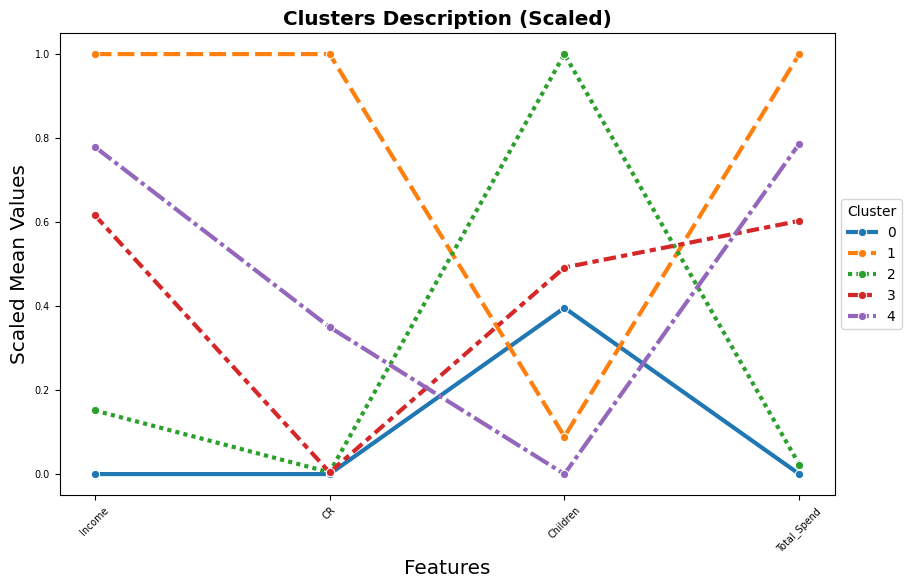 Clusters Description (Scaled)
Scaled Mean Values
1.0
0.8
0.6
0.4
0.2
0.0
Income
CR
Children
Total_Spend
Features
Cluster
0
1
2
3
4